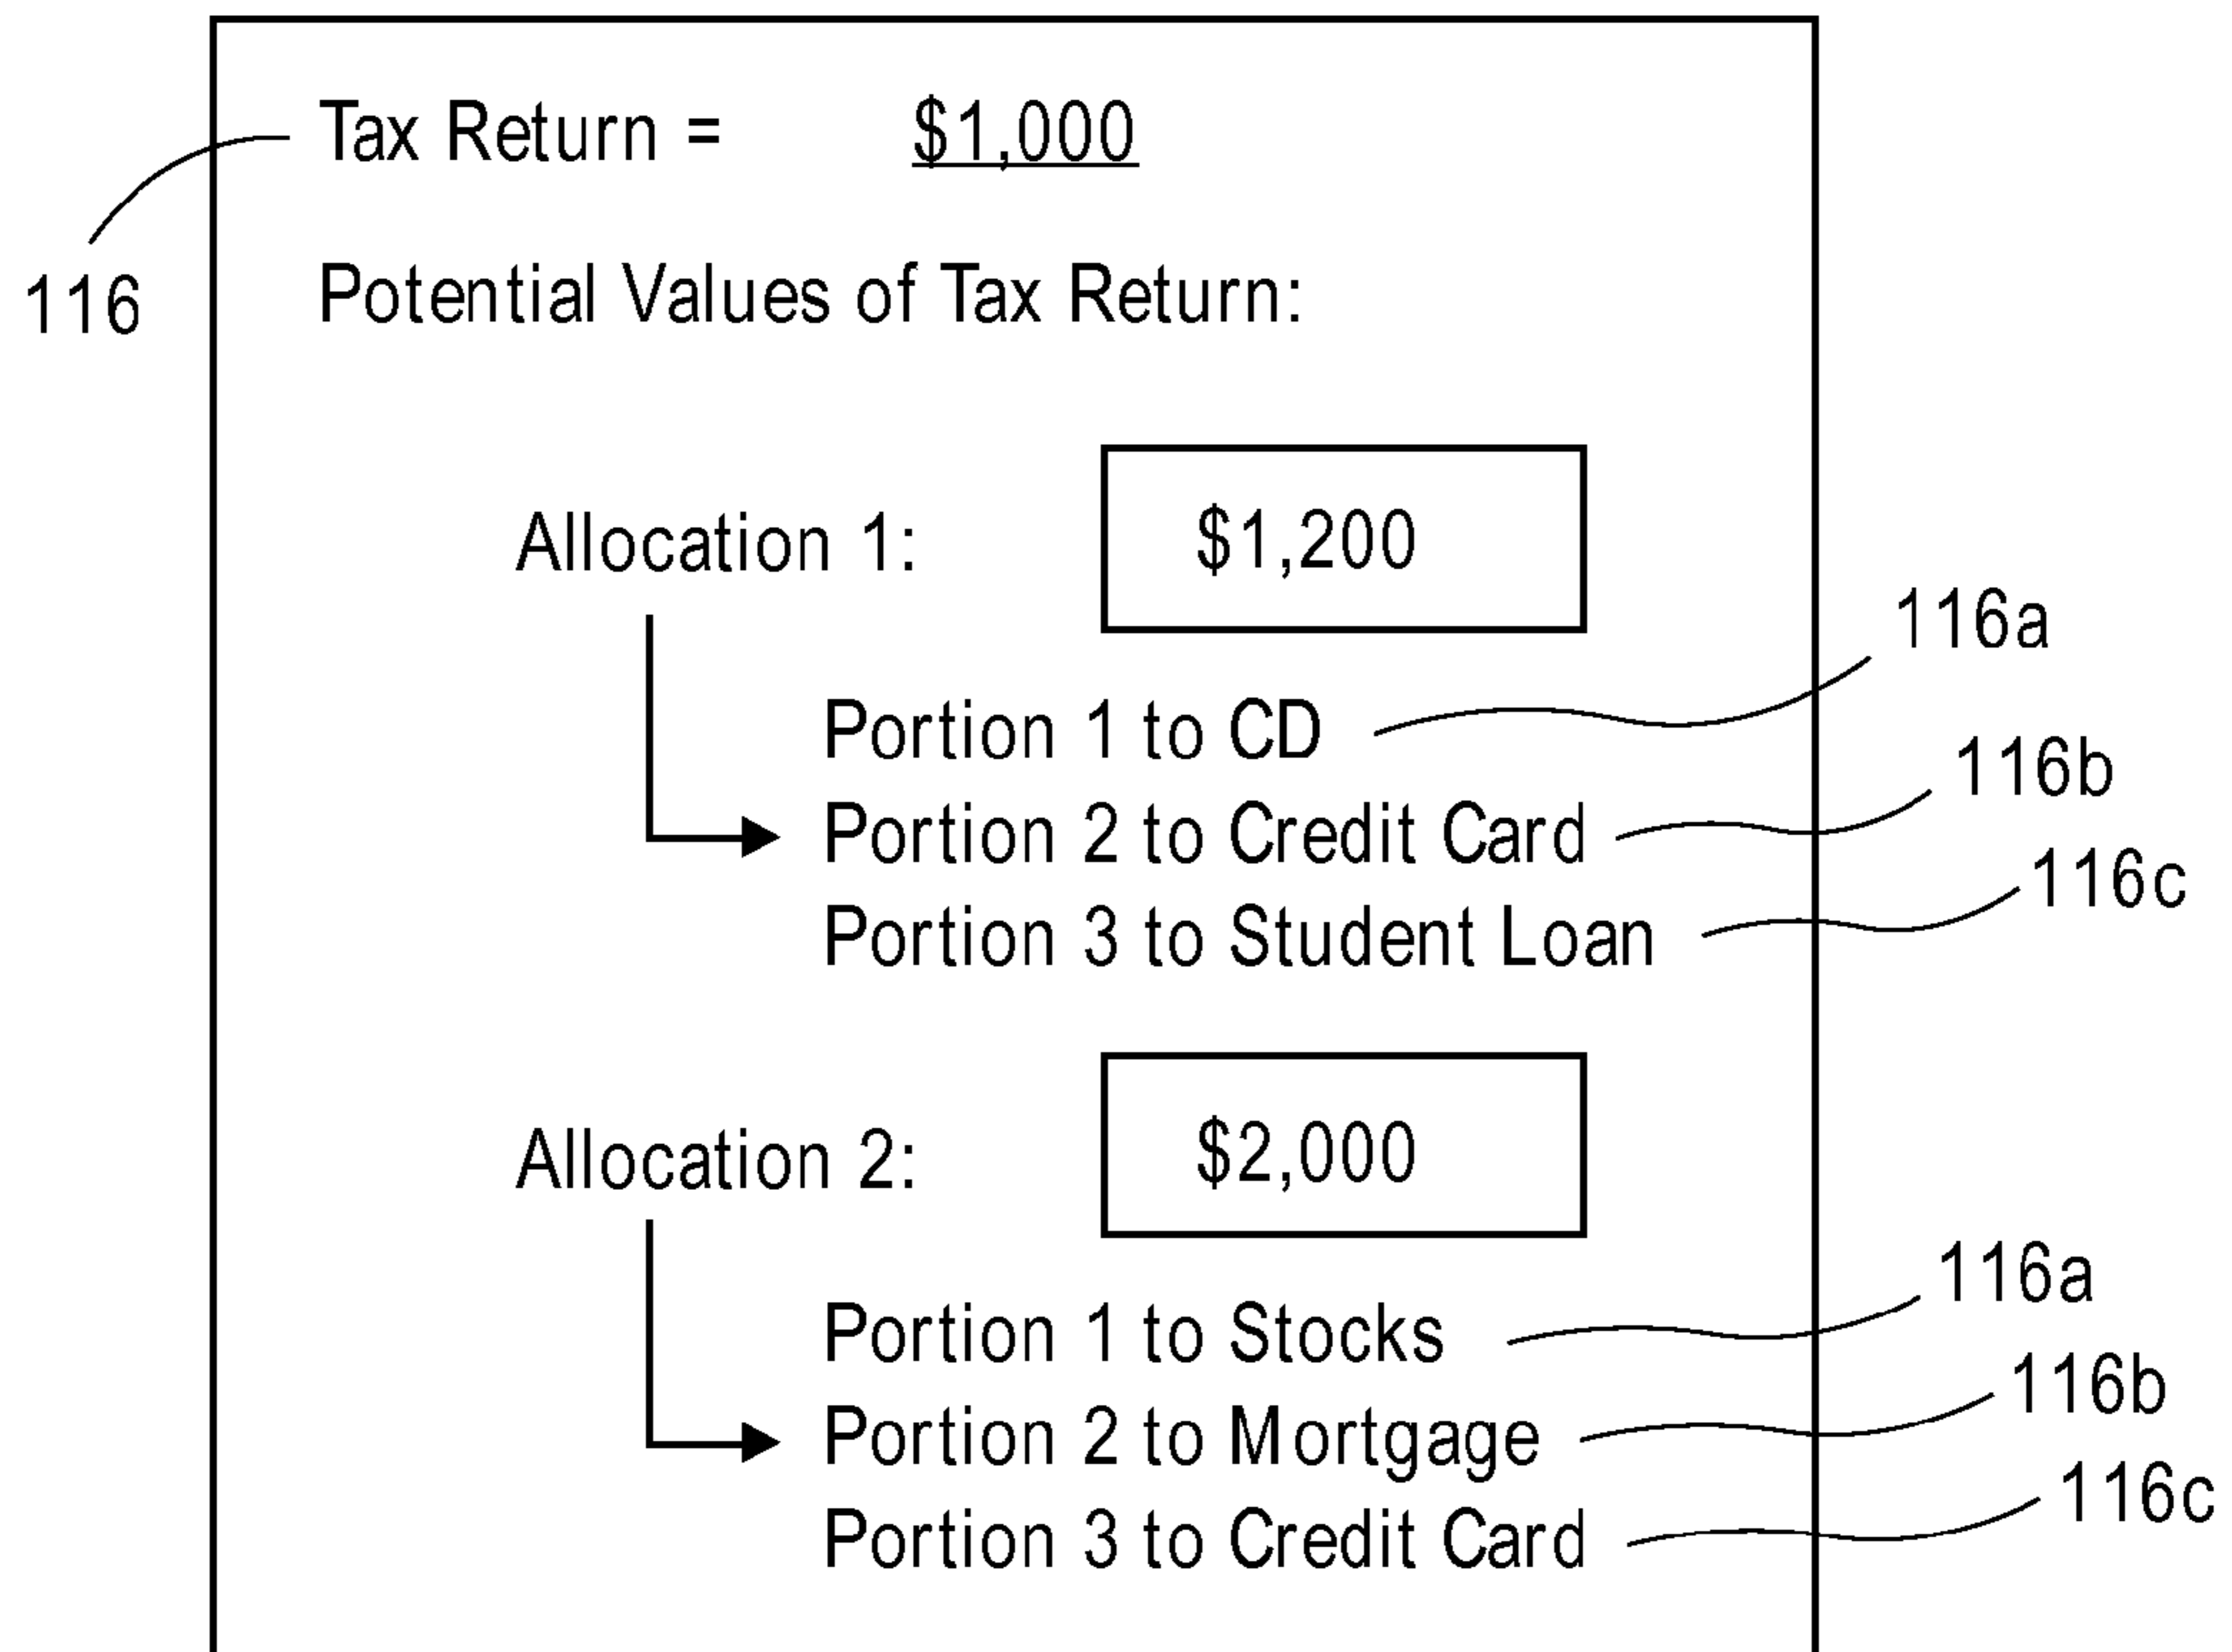 Tax Return = $1,000
116
Potential Values of Tax Return:
Allocation 1: $1,200
116a
Portion 1 to CD
116b
Portion 2 to Credit Card
116c
Portion 3 to Student Loan
Allocation 2: $2,000
116a
Portion 1 to Stocks
116b
Portion 2 to Mortgage
116c
Portion 3 to Credit Card